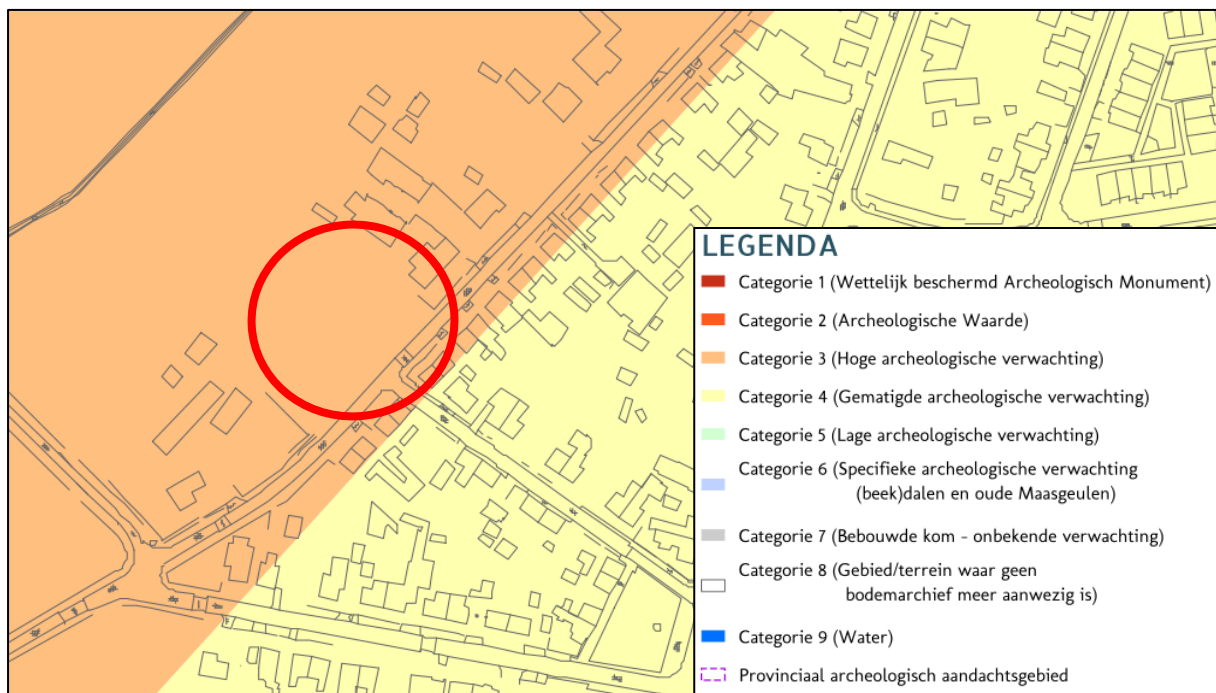 LEGENDA
Categorie 1 (Wettelijk beschermd Archeologisch Monument)
Categorie 2 (Archeologische Waarde)
Categorie 3 (Hoge archeologische verwachting)
Categorie 4 (Gematigde archeologische verwachting)
Categorie 5 (Lage archeologische verwachting)
Categorie 6 (Specifieke archeologische verwachting
(beek)dalen en oude Maasgeulen)
Categorie 7 (Bebouwde kom - onbekende verwachting)
Categorie 8 (Gebied/terrein waar geen
bodemarchief meer aanwezig is)
Categorie 9 (Water)
Provinciaal archeologisch aandachtsgebied